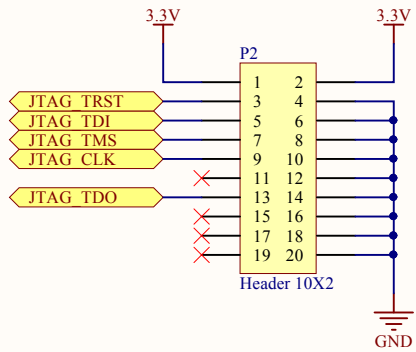 3.3V 3.3V
P2
1 2
JTAG_TRST 3 4
JTAG_TDI 5 6
JTAG_TMS 7 8
JTAG_CLK 9 10
11 12
JTAG_TDO 13 14
15 16
17 18
19 20
Header 10X2
GND